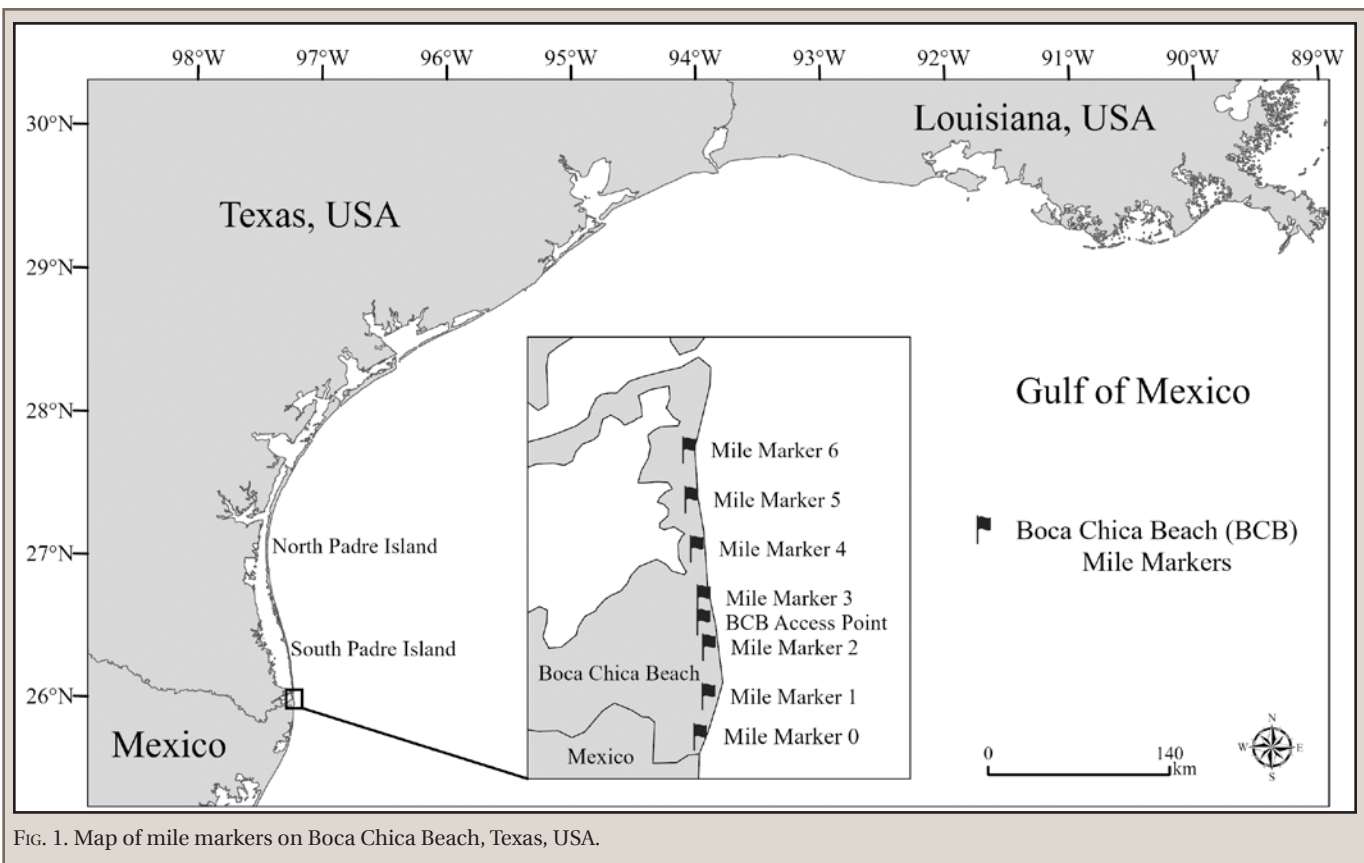 98°W 97°W 96°W 95°W 94°W 93°W 92°W 91°W 90°W 89°W
30°N
29°N
28°N
27°N
26°N
Louisiana, USA
Texas, USA
Gulf of Mexico
North Padre Island
South Padre Island
Mexico
Mile Marker 6
Mile Marker 5
Mile Marker 4
Mile Marker 3
BCB Access Point
Mile Marker 2
Boca Chica Beach
Mile Marker 1
Mile Marker 0
Mexico
Boca Chica Beach (BCB)
Mile Markers
N
W E
S
0 140
km
FIG. 1. Map of mile markers on Boca Chica Beach, Texas, USA.